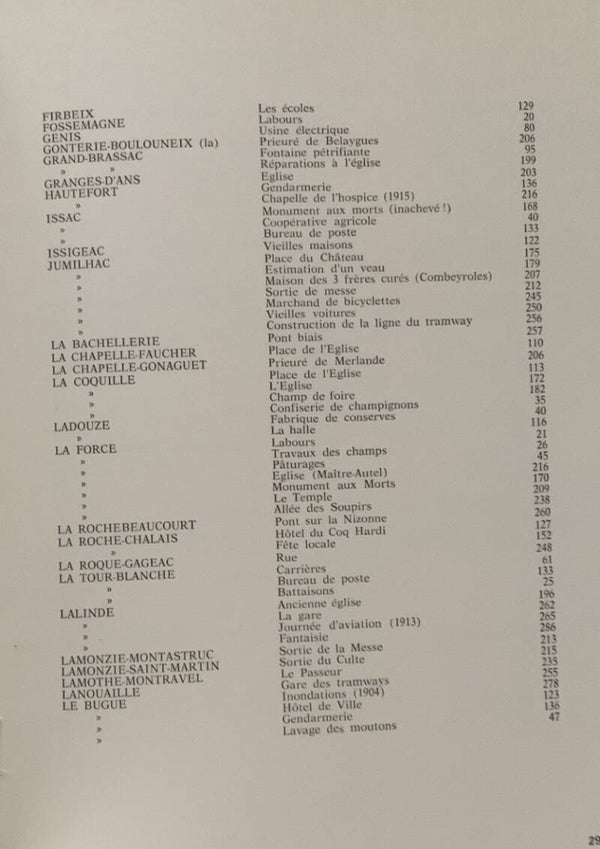 FIRBEIX Les écoles 129
FOSSEMAGNE Labours 20
GENIS Usine électrique 80
GONTERIE-BOULOUNEIX (la) Prieuré de Belaygues 206
GRAND-BRASSAC Fontaine pétrifiante 95
» » Réparations à l'église 199
GRANGES-D'ANS Eglise 203
HAUTEFORT Gendarmerie 136
» Chapelle de l'hospice (1915) 216
ISSAC Monument aux morts (inachevé!) 168
» Coopérative agricole 40
» Bureau de poste 133
ISSIGEAC Vieilles maisons 122
JUMILHAC Place du Château 175
» Estimation d'un veau 179
» Maison des 3 frères curés (Combeyroles) 207
» Sortie de messe 212
» Marchand de bicyclettes 245
» Vieilles voitures 250
» Construction de la ligne du tramway 256
LA BACHELLERIE Pont biais 257
LA CHAPELLE-FAUCHER Place de l'Eglise 110
LA CHAPELLE-GONAGUET Prieuré de Merlande 206
LA COQUILLE Place de l'Eglise 113
» L'Eglise 172
» Champ de foire 182
» Confiserie de champignons 35
LADOUZE Fabrique de conserves 40
» La halle 116
LA FORCE Labours 21
» Travaux des champs 26
» Pâturages 45
» Eglise (Maître-Autel) 216
» Monument aux Morts 170
» Le Temple 209
» Allée des Soupirs 238
LA ROCHEBEAUCOURT Pont sur la Nizonne 260
LA ROCHE-CHALAIS Hôtel du Coq Hardi 127
» Fête locale 152
LA ROQUE-GAGEAC Rue 248
LA TOUR-BLANCHE Carrières 61
» Bureau de poste 133
» Battaisons 25
LALINDE Ancienne église 196
» La gare 262
» Journée d'aviation (1913) 265
» Fantaisie 286
LAMONZIE-MONTASTRUC Sortie de la Messe 213
LAMONZIE-SAINT-MARTIN Sortie du Culte 215
LAMOTHE-MONTRAVEL Le Passeur 235
LANOUAILLE Gare des tramways 255
LE BUGUE Inondations (1904) 278
» Hôtel de Ville 123
» Gendarmerie 136
» Lavage des moutons 47
29